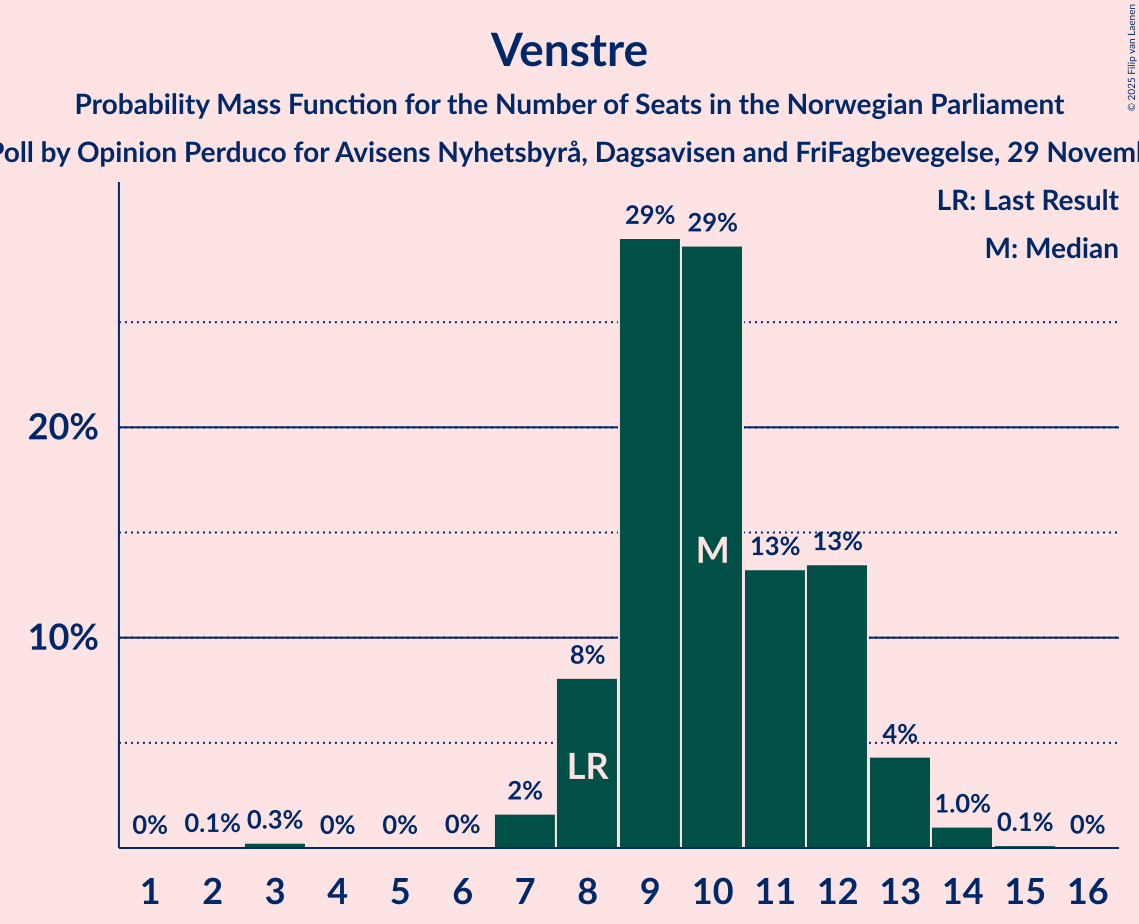 Venstre
Probability Mass Function for the Number of Seats in the Norwegian Parliament
Poll by Opinion Perduco for Avisens Nyhetsbyrå, Dagsavisen and FriFagbevegelse, 29 Novem
© 2025 Filip van Laenen
LR: Last Result
M: Median
29% 29%
20%
M
13% 13%
10%
8%
LR
4%
2%
1.0%
0% 0.1% 0.3% 0% 0% 0% 0.1% 0%
1 2 3 4 5 6 7 8 9 10 11 12 13 14 15 16